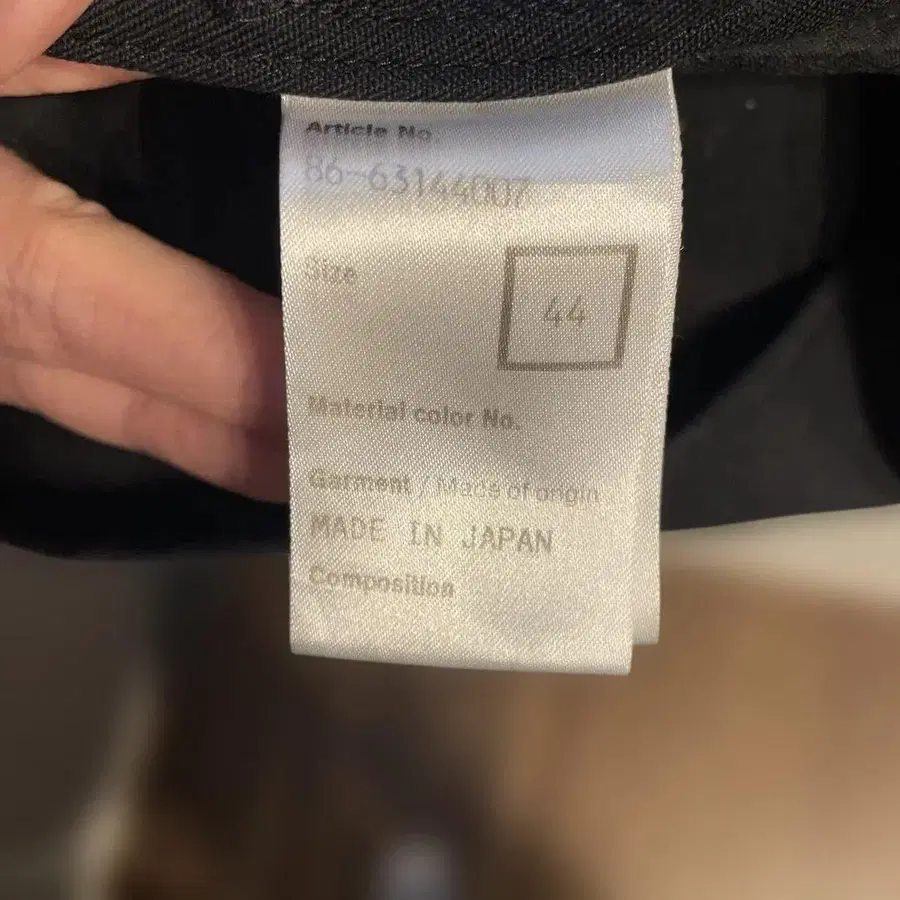 Article No.
86-63144007
Size
44
Material color No.
Garment / Made of origin
MADE IN JAPAN
Composition